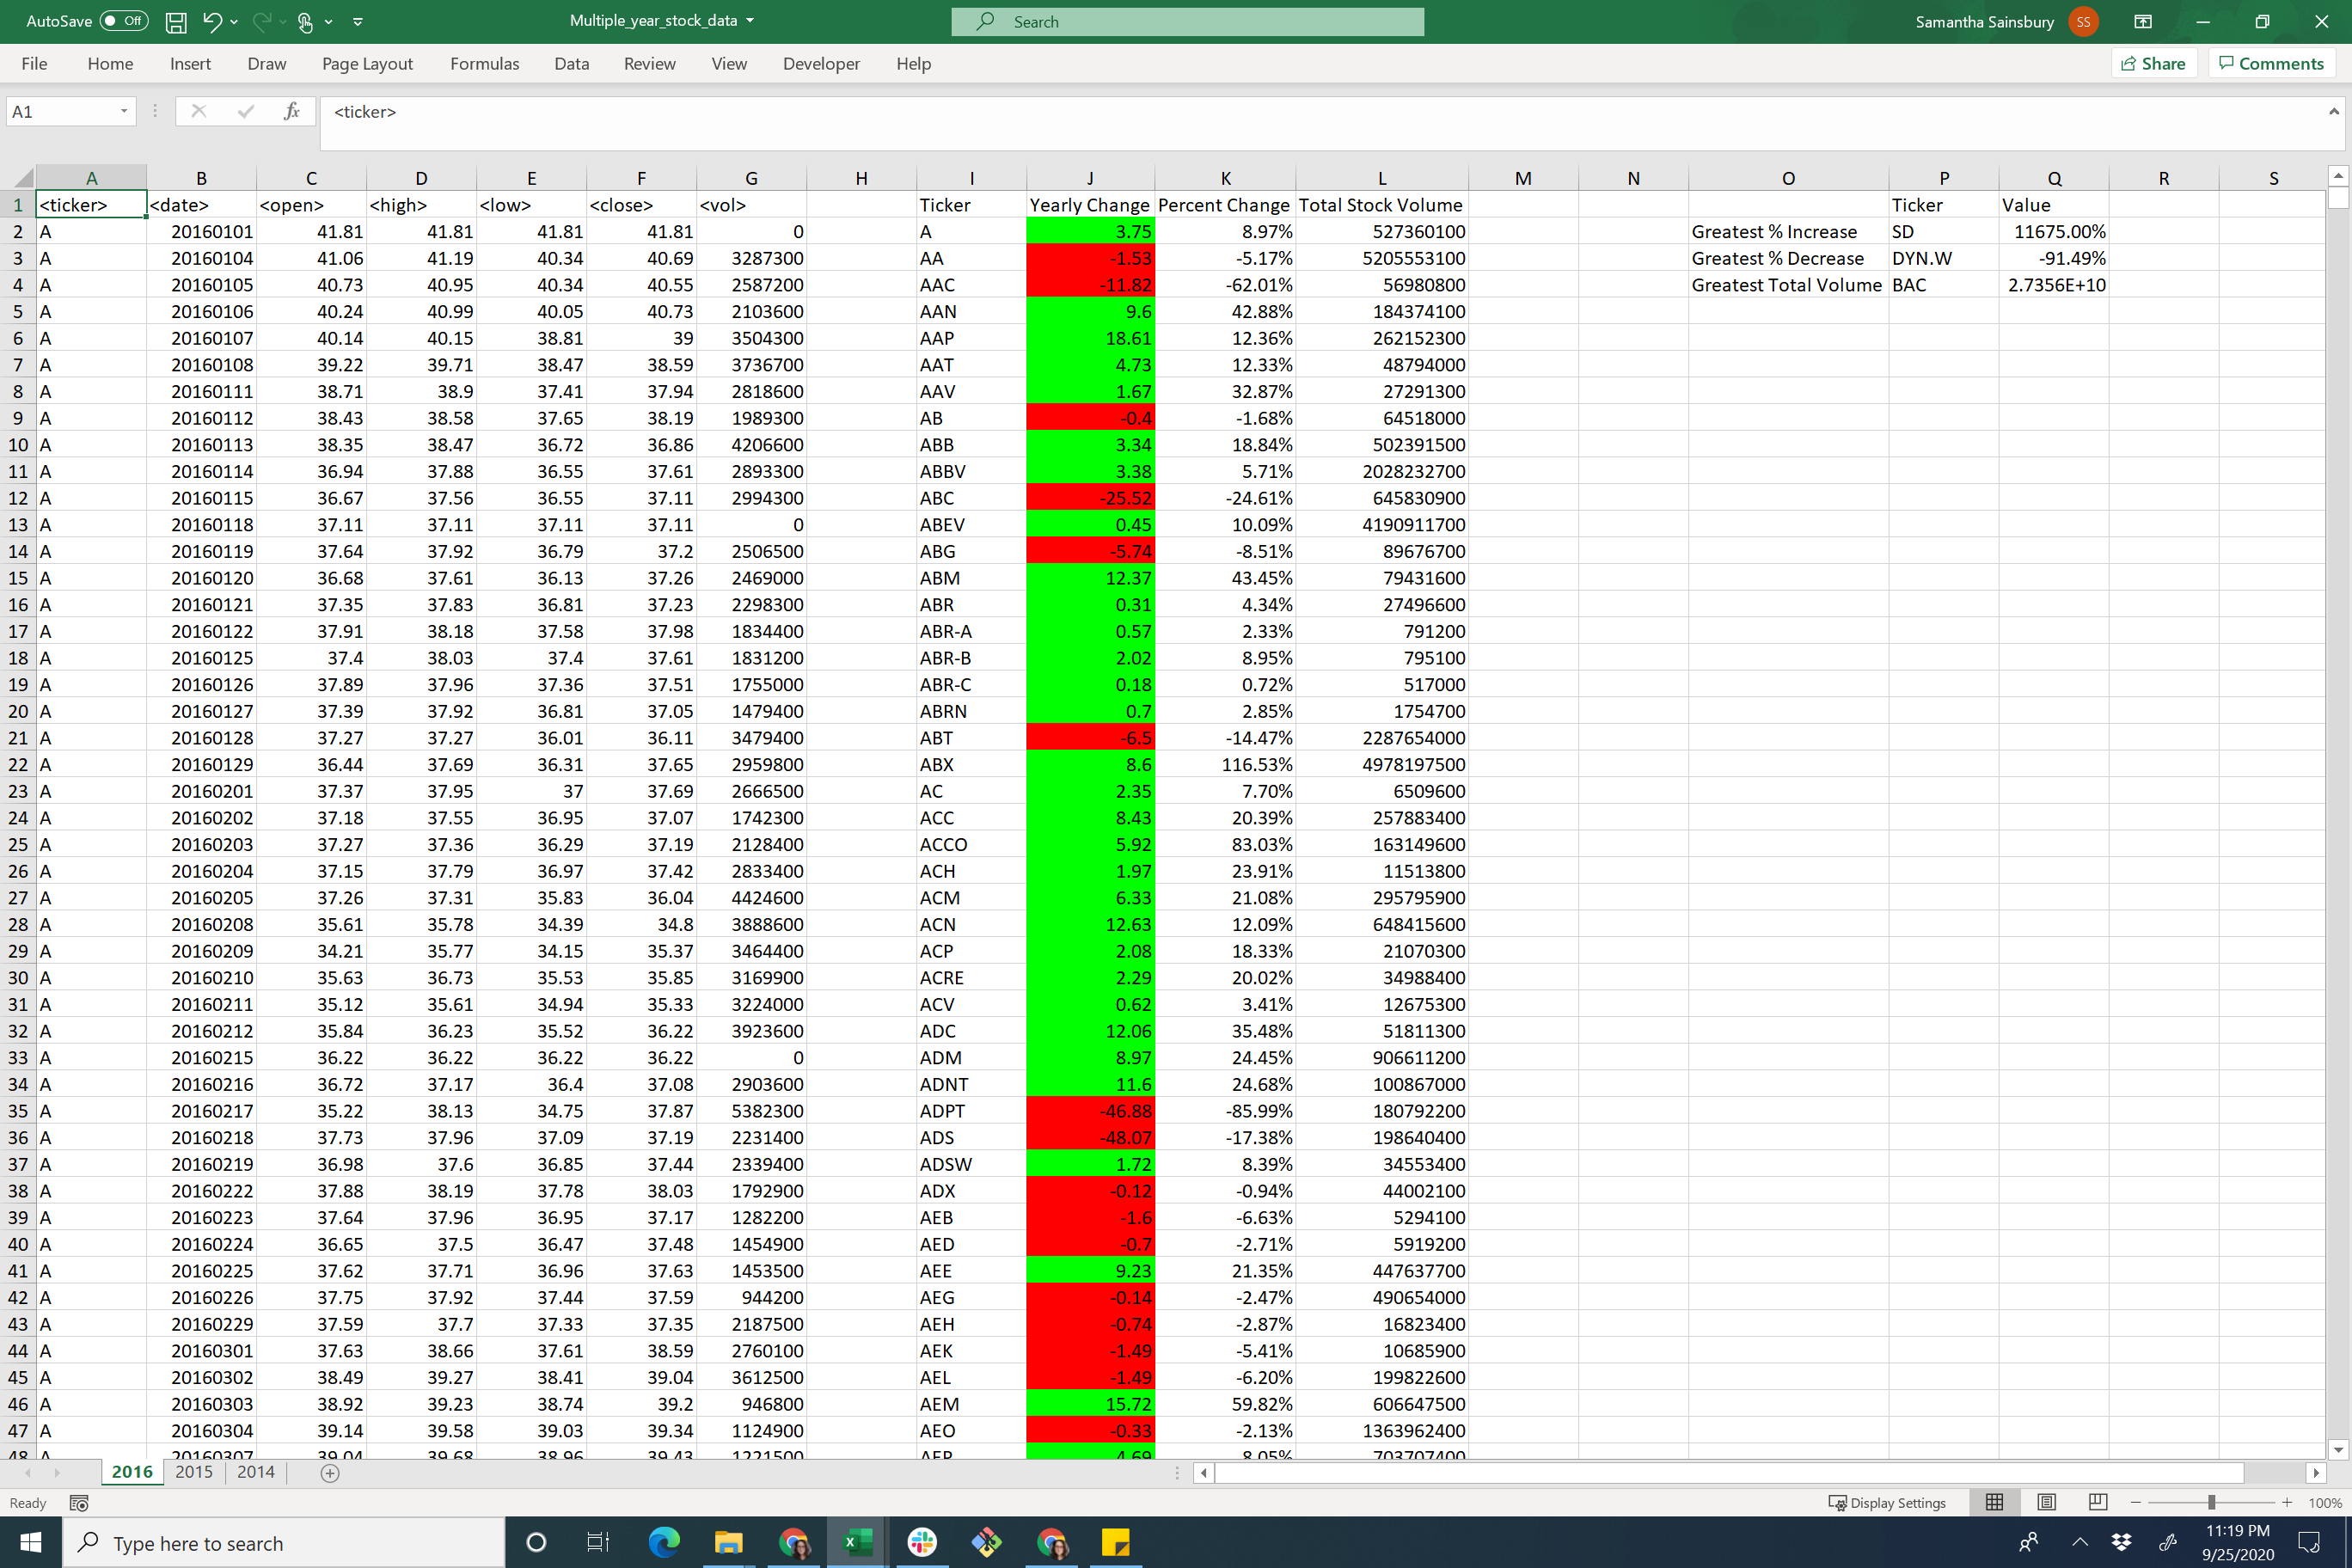 AutoSave Off Multiple_year_stock_data Search Samantha Sainsbury SS
File Home Insert Draw Page Layout Formulas Data Review View Developer Help Share Comments
A1 fx <ticker>
A B C D E F G H I J K L M N O P Q R S
1 <ticker> <date> <open> <high> <low> <close> <vol> Ticker Yearly Change Percent Change Total Stock Volume Ticker Value
2 A 20160101 41.81 41.81 41.81 41.81 0 A 3.75 8.97% 527360100 Greatest % Increase SD 11675.00%
3 A 20160104 41.06 41.19 40.34 40.69 3287300 AA -1.53 -5.17% 5205553100 Greatest % Decrease DYN.W -91.49%
4 A 20160105 40.73 40.95 40.34 40.55 2587200 AAC -11.82 -62.01% 56980800 Greatest Total Volume BAC 2.7356E+10
5 A 20160106 40.24 40.99 40.05 40.73 2103600 AAN 9.6 42.88% 184374100
6 A 20160107 40.14 40.15 38.81 39 3504300 AAP 18.61 12.36% 262152300
7 A 20160108 39.22 39.71 38.47 38.59 3736700 AAT 4.73 12.33% 48794000
8 A 20160111 38.71 38.9 37.41 37.94 2818600 AAV 1.67 32.87% 27291300
9 A 20160112 38.43 38.58 37.65 38.19 1989300 AB -0.4 -1.68% 64518000
10 A 20160113 38.35 38.47 36.72 36.86 4206600 ABB 3.34 18.84% 502391500
11 A 20160114 36.94 37.88 36.55 37.61 2893300 ABBV 3.38 5.71% 2028232700
12 A 20160115 36.67 37.56 36.55 37.11 2994300 ABC -25.52 -24.61% 645830900
13 A 20160118 37.11 37.11 37.11 37.11 0 ABEV 0.45 10.09% 4190911700
14 A 20160119 37.64 37.92 36.79 37.2 2506500 ABG -5.74 -8.51% 89676700
15 A 20160120 36.68 37.61 36.13 37.26 2469000 ABM 12.37 43.45% 79431600
16 A 20160121 37.35 37.83 36.81 37.23 2298300 ABR 0.31 4.34% 27496600
17 A 20160122 37.91 38.18 37.58 37.98 1834400 ABR-A 0.57 2.33% 791200
18 A 20160125 37.4 38.03 37.4 37.61 1831200 ABR-B 2.02 8.95% 795100
19 A 20160126 37.89 37.96 37.36 37.51 1755000 ABR-C 0.18 0.72% 517000
20 A 20160127 37.39 37.92 36.81 37.05 1479400 ABRN 0.7 2.85% 1754700
21 A 20160128 37.27 37.27 36.01 36.11 3479400 ABT -6.5 -14.47% 2287654000
22 A 20160129 36.44 37.69 36.31 37.65 2959800 ABX 8.6 116.53% 4978197500
23 A 20160201 37.37 37.95 37 37.69 2666500 AC 2.35 7.70% 6509600
24 A 20160202 37.18 37.55 36.95 37.07 1742300 ACC 8.43 20.39% 257883400
25 A 20160203 37.27 37.36 36.29 37.19 2128400 ACCO 5.92 83.03% 163149600
26 A 20160204 37.15 37.79 36.97 37.42 2833400 ACH 1.97 23.91% 11513800
27 A 20160205 37.26 37.31 35.83 36.04 4424600 ACM 6.33 21.08% 295795900
28 A 20160208 35.61 35.78 34.39 34.8 3888600 ACN 12.63 12.09% 648415600
29 A 20160209 34.21 35.77 34.15 35.37 3464400 ACP 2.08 18.33% 21070300
30 A 20160210 35.63 36.73 35.53 35.85 3169900 ACRE 2.29 20.02% 34988400
31 A 20160211 35.12 35.61 34.94 35.33 3224000 ACV 0.62 3.41% 12675300
32 A 20160212 35.84 36.23 35.52 36.22 3923600 ADC 12.06 35.48% 51811300
33 A 20160215 36.22 36.22 36.22 36.22 0 ADM 8.97 24.45% 906611200
34 A 20160216 36.72 37.17 36.4 37.08 2903600 ADNT 11.6 24.68% 100867000
35 A 20160217 35.22 38.13 34.75 37.87 5382300 ADPT -46.88 -85.99% 180792200
36 A 20160218 37.73 37.96 37.09 37.19 2231400 ADS -48.07 -17.38% 198640400
37 A 20160219 36.98 37.6 36.85 37.44 2339400 ADSW 1.72 8.39% 34553400
38 A 20160222 37.88 38.19 37.78 38.03 1792900 ADX -0.12 -0.94% 44002100
39 A 20160223 37.64 37.96 36.95 37.17 1282200 AEB -1.6 -6.63% 5294100
40 A 20160224 36.65 37.5 36.47 37.48 1454900 AED -0.7 -2.71% 5919200
41 A 20160225 37.62 37.71 36.96 37.63 1453500 AEE 9.23 21.35% 447637700
42 A 20160226 37.75 37.92 37.44 37.59 944200 AEG -0.14 -2.47% 490654000
43 A 20160229 37.59 37.7 37.33 37.35 2187500 AEH -0.74 -2.87% 16823400
44 A 20160301 37.63 38.66 37.61 38.59 2760100 AEK -1.49 -5.41% 10685900
45 A 20160302 38.49 39.27 38.41 39.04 3612500 AEL -1.49 -6.20% 199822600
46 A 20160303 38.92 39.23 38.74 39.2 946800 AEM 15.72 59.82% 606647500
47 A 20160304 39.14 39.58 39.03 39.34 1124900 AEO -0.33 -2.13% 1363962400
48 A 20160307 39.04 39.68 38.96 39.43 1221500 4.69 8.05% 703707400
2016 2015 2014
Ready Display Settings 100%
Type here to search 11:19 PM
9/25/2020